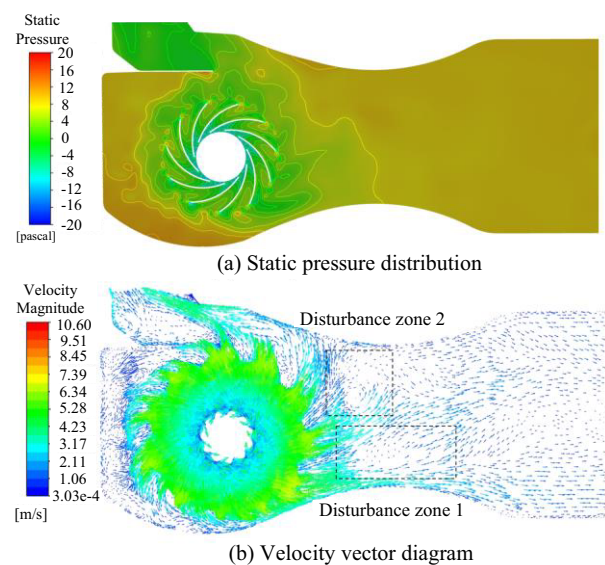 Static
Pressure
20
16
12
8
4
0
-4
-8
-12
-16
-20
[pascal]
(a) Static pressure distribution
Velocity
Magnitude
10.60
9.51
8.45
7.39
6.34
5.28
4.23
3.17
2.11
1.06
3.03e-4
[m/s]
Disturbance zone 2
Disturbance zone 1
(b) Velocity vector diagram